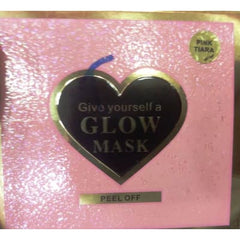 PINK
TIARA
Give yourself a
GLOW
MASK
PEEL OFF